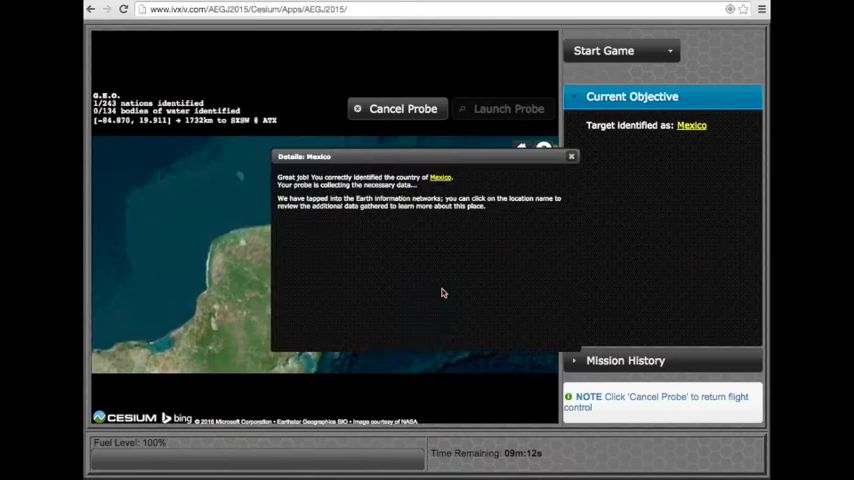 www.ivxiv.com/AEGJ2015/Cesium/Apps/AEGJ2015/
Start Game
G.E.O.
1/243 nations identified
0/134 bodies of water identified
[-84.870, 19.911] → 1732km to SXSW @ ATX
Cancel Probe
Launch Probe
Current Objective
Target identified as: Mexico
Details: Mexico
Great job! You correctly identified the country of Mexico.
Your probe is collecting the necessary data...
We have tapped into the Earth information networks; you can click on the location name to
review the additional data gathered to learn more about this place.
Mission History
NOTE Click 'Cancel Probe' to return flight
control
CESIUM bing © 2015 Microsoft Corporation • Earthstar Geographics SIO • Image courtesy of NASA
Fuel Level: 100%
Time Remaining: 09m:12s